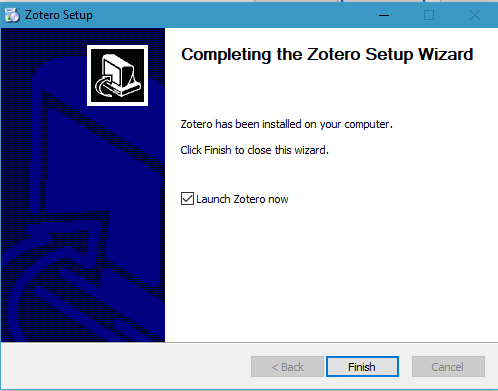 Zotero Setup
Completing the Zotero Setup Wizard
Zotero has been installed on your computer.
Click Finish to close this wizard.
Launch Zotero now
< Back
Finish
Cancel